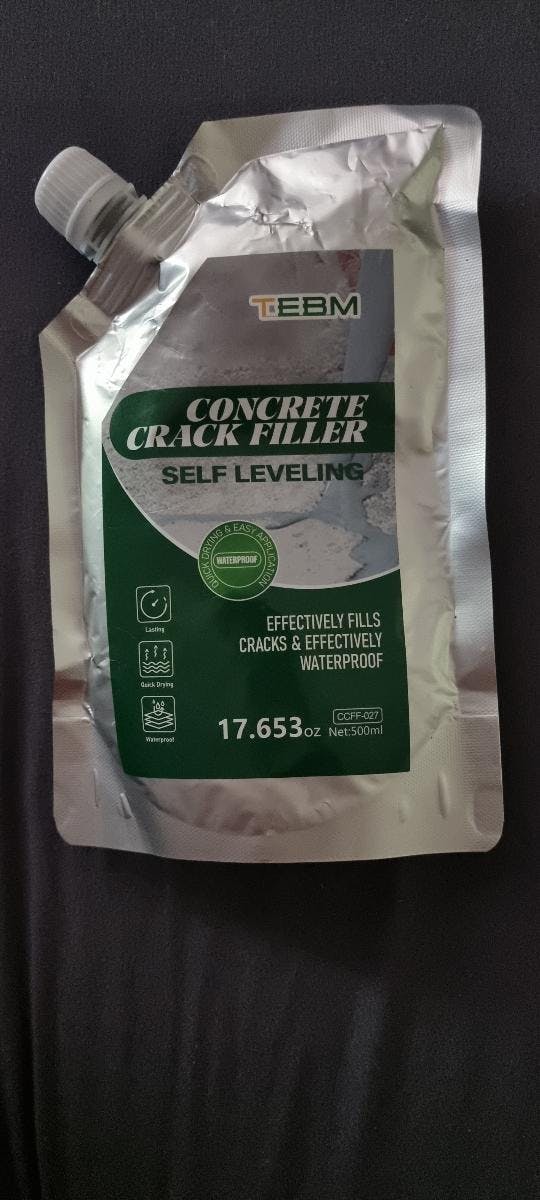 TEBM
CONCRETE
CRACK FILLER
SELF LEVELING
QUICK DRYING & EASY APPLICATION
WATERPROOF
Lasting
Quick Drying
Waterproof
EFFECTIVELY FILLS
CRACKS & EFFECTIVELY
WATERPROOF
CCFF-027
17.653oz Net:500ml